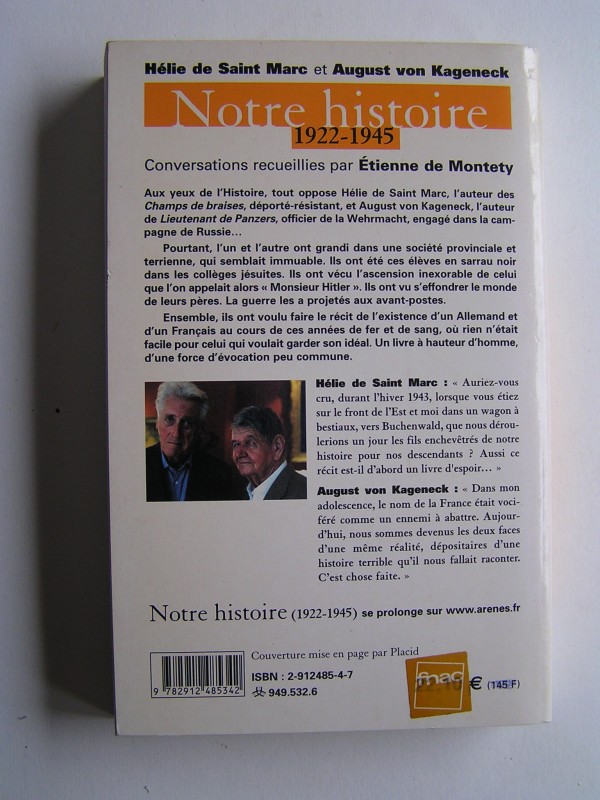 Hélie de Saint Marc et August von Kageneck
Notre histoire
1922-1945
Conversations recueillies par Étienne de Montety
Aux yeux de l'Histoire, tout oppose Hélie de Saint Marc, l'auteur des
Champs de braises, déporté-résistant, et August von Kageneck, l'auteur
de Lieutenant de Panzers, officier de la Wehrmacht, engagé dans la cam-
pagne de Russie...
Pourtant, l'un et l'autre ont grandi dans une société provinciale et
terrienne, qui semblait immuable. Ils ont été ces élèves en sarrau noir
dans les collèges jésuites. Ils ont vécu l'ascension inexorable de celui
que l'on appelait alors « Monsieur Hitler ». Ils ont vu s'effondrer le monde
de leurs pères. La guerre les a projetés aux avant-postes.
Ensemble, ils ont voulu faire le récit de l'existence d'un Allemand et
d'un Français au cours de ces années de fer et de sang, où rien n'était
facile pour celui qui voulait garder son idéal. Un livre à hauteur d'homme,
d'une force d'évocation peu commune.
Hélie de Saint Marc : « Auriez-vous
cru, durant l'hiver 1943, lorsque vous étiez
sur le front de l'Est et moi dans un wagon à
bestiaux, vers Buchenwald, que nous dérou-
lerions un jour les fils enchevêtrés de notre
histoire pour nos descendants ? Aussi ce
récit est-il d'abord un livre d'espoir... »
August von Kageneck : « Dans mon
adolescence, le nom de la France était voci-
féré comme un ennemi à abattre. Aujour-
d'hui, nous sommes devenus les deux faces
d'une même réalité, dépositaires d'une
histoire terrible qu'il nous fallait raconter.
C'est chose faite. »
Notre histoire (1922-1945) se prolonge sur www.arenes.fr
Couverture mise en page par Placid
ISBN : 2-912485-4-7
949.532.6
9 782912 485342
fnac
€ (145 F)